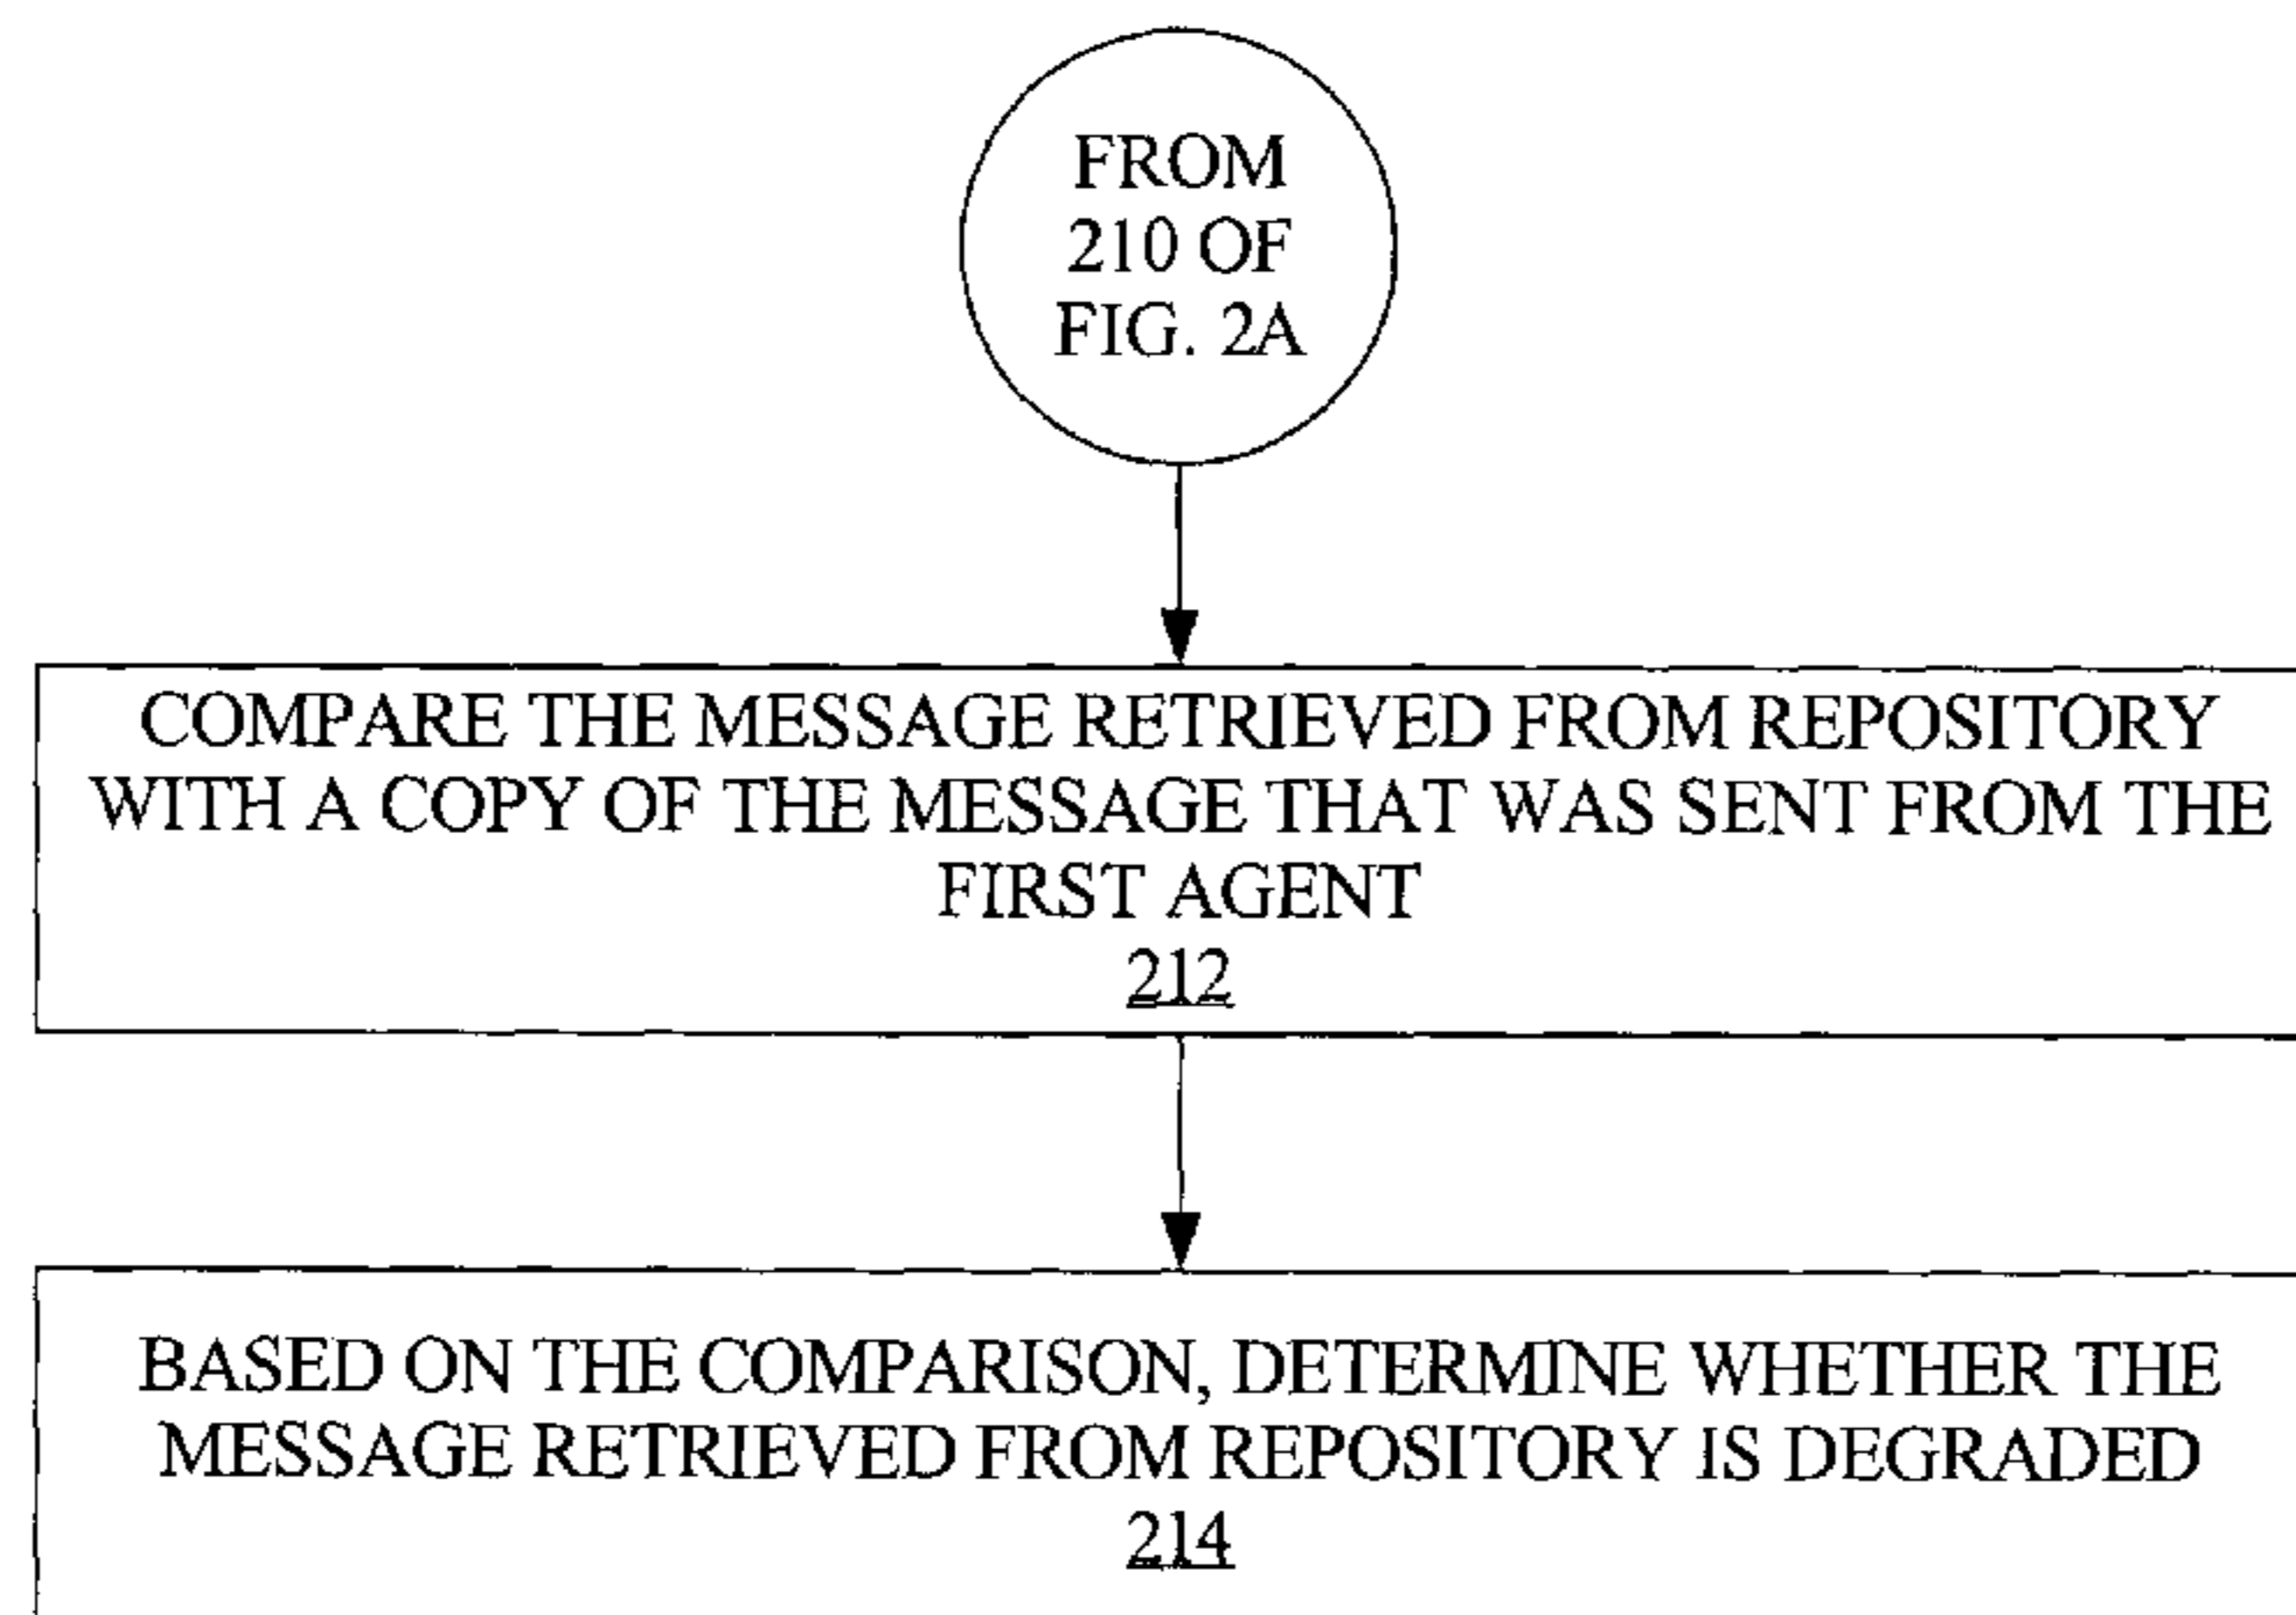 FROM
210 OF
FIG. 2A
COMPARE THE MESSAGE RETRIEVED FROM REPOSITORY
WITH A COPY OF THE MESSAGE THAT WAS SENT FROM THE
FIRST AGENT
212
BASED ON THE COMPARISON, DETERMINE WHETHER THE
MESSAGE RETRIEVED FROM REPOSITORY IS DEGRADED
214